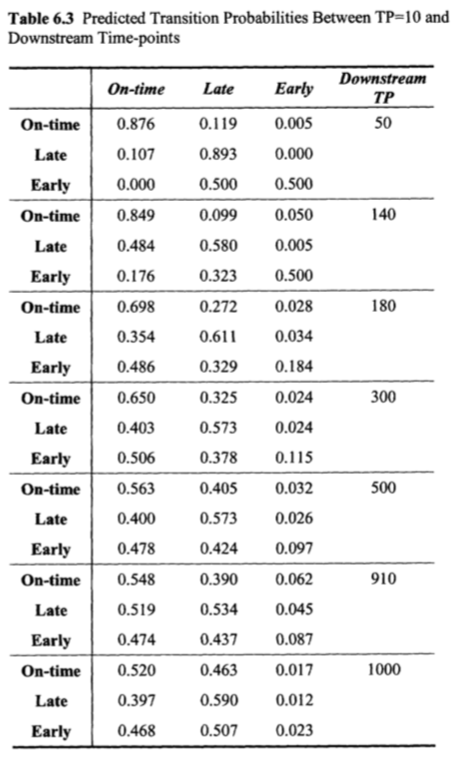 Table 6.3 Predicted Transition Probabilities Between TP=10 and
Downstream Time-points
On-time Late Early Downstream
TP
On-time 0.876 0.119 0.005 50
Late 0.107 0.893 0.000
Early 0.000 0.500 0.500
On-time 0.849 0.099 0.050 140
Late 0.484 0.580 0.005
Early 0.176 0.323 0.500
On-time 0.698 0.272 0.028 180
Late 0.354 0.611 0.034
Early 0.486 0.329 0.184
On-time 0.650 0.325 0.024 300
Late 0.403 0.573 0.024
Early 0.506 0.378 0.115
On-time 0.563 0.405 0.032 500
Late 0.400 0.573 0.026
Early 0.478 0.424 0.097
On-time 0.548 0.390 0.062 910
Late 0.519 0.534 0.045
Early 0.474 0.437 0.087
On-time 0.520 0.463 0.017 1000
Late 0.397 0.590 0.012
Early 0.468 0.507 0.023